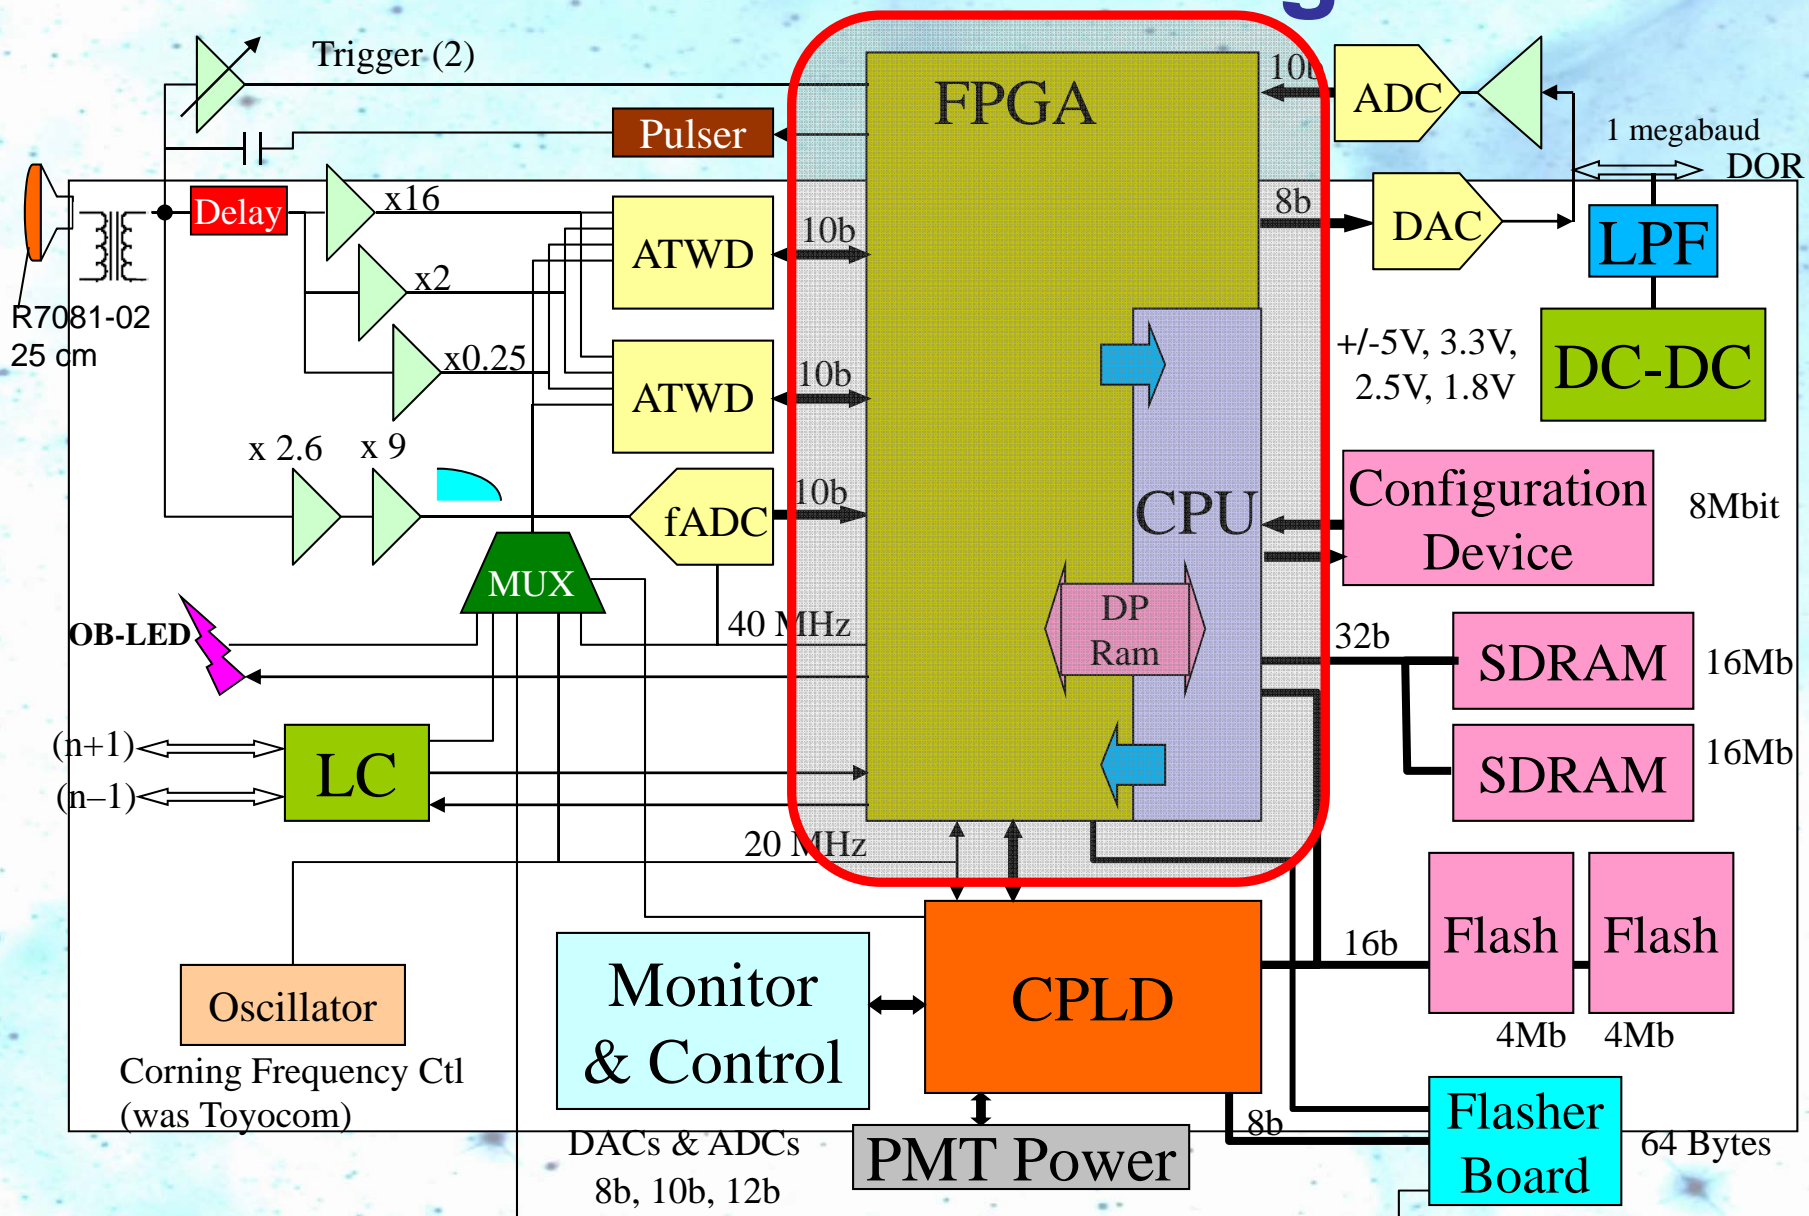 g
Trigger (2)
FPGA
10b
ADC
1 megabaud
DOR
Pulser
Delay
x16
ATWD
10b
8b
DAC
LPF
x2
R7081-02
25 cm
x0.25
ATWD
10b
+/-5V, 3.3V,
2.5V, 1.8V
DC-DC
x 2.6
x 9
fADC
10b
CPU
Configuration
Device
8Mbit
MUX
OB-LED
40 MHz
DP
Ram
32b
SDRAM
16Mb
(n+1)
LC
(n–1)
SDRAM
16Mb
20 MHz
Oscillator
Corning Frequency Ctl
(was Toyocom)
Monitor
& Control
DACs & ADCs
8b, 10b, 12b
CPLD
16b
Flash
Flash
4Mb
4Mb
PMT Power
8b
Flasher
Board
64 Bytes